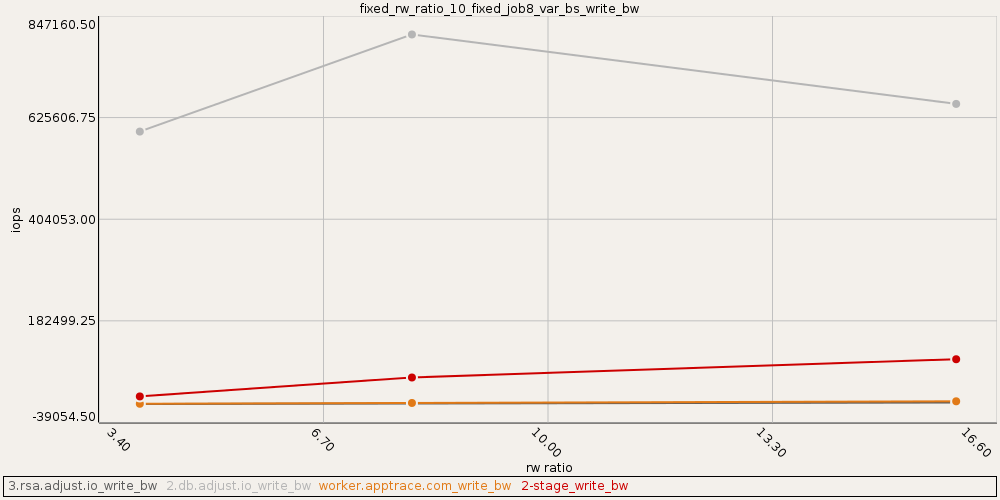 fixed_rw_ratio_10_fixed_job8_var_bs_write_bw
847160.50
625606.75
404053.00
182499.25
-39054.50
iops
3.40
6.70
10.00
13.30
16.60
rw ratio
3.rsa.adjust.io_write_bw 2.db.adjust.io_write_bw worker.apptrace.com_write_bw 2-stage_write_bw